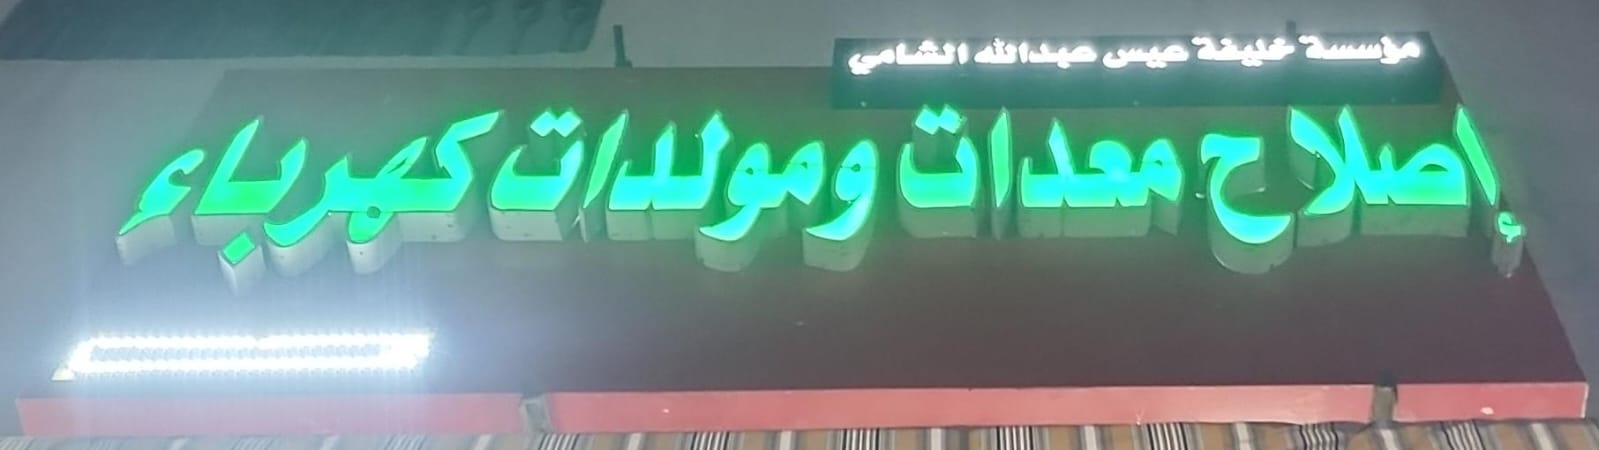 مؤسسة خليفة عيس عبدالله الشامي
إصلاح معدات ومولدات كهرباء